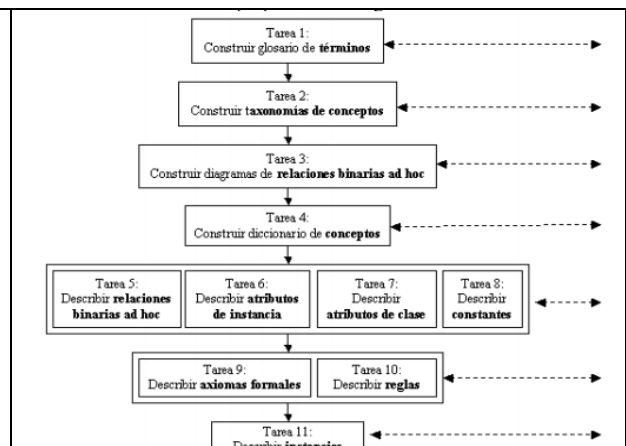 Tarea 1:
Construir glosario de términos
Tarea 2:
Construir taxonomías de conceptos
Tarea 3:
Construir diagramas de relaciones binarias ad hoc
Tarea 4:
Construir diccionario de conceptos
Tarea 5:
Describir relaciones
binarias ad hoc
Tarea 6:
Describir atributos
de instancia
Tarea 7:
Describir
atributos de clase
Tarea 8:
Describir
constantes
Tarea 9:
Describir axiomas formales
Tarea 10:
Describir reglas
Tarea 11:
Describir instancias